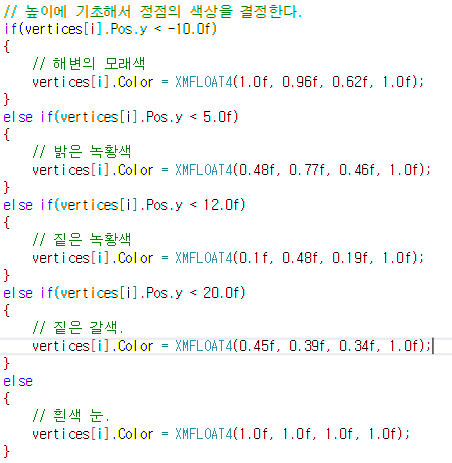 // 높이에 기초해서 정점의 색상을 결정한다.
if(vertices[i].Pos.y < -10.0f)
{
// 해변의 모래색
vertices[i].Color = XMFLOAT4(1.0f, 0.96f, 0.62f, 1.0f);
}
else if(vertices[i].Pos.y < 5.0f)
{
// 밝은 녹황색
vertices[i].Color = XMFLOAT4(0.48f, 0.77f, 0.46f, 1.0f);
}
else if(vertices[i].Pos.y < 12.0f)
{
// 짙은 녹황색
vertices[i].Color = XMFLOAT4(0.1f, 0.48f, 0.19f, 1.0f);
}
else if(vertices[i].Pos.y < 20.0f)
{
// 짙은 갈색.
vertices[i].Color = XMFLOAT4(0.45f, 0.39f, 0.34f, 1.0f);
}
else
{
// 흰색 눈.
vertices[i].Color = XMFLOAT4(1.0f, 1.0f, 1.0f, 1.0f);
}